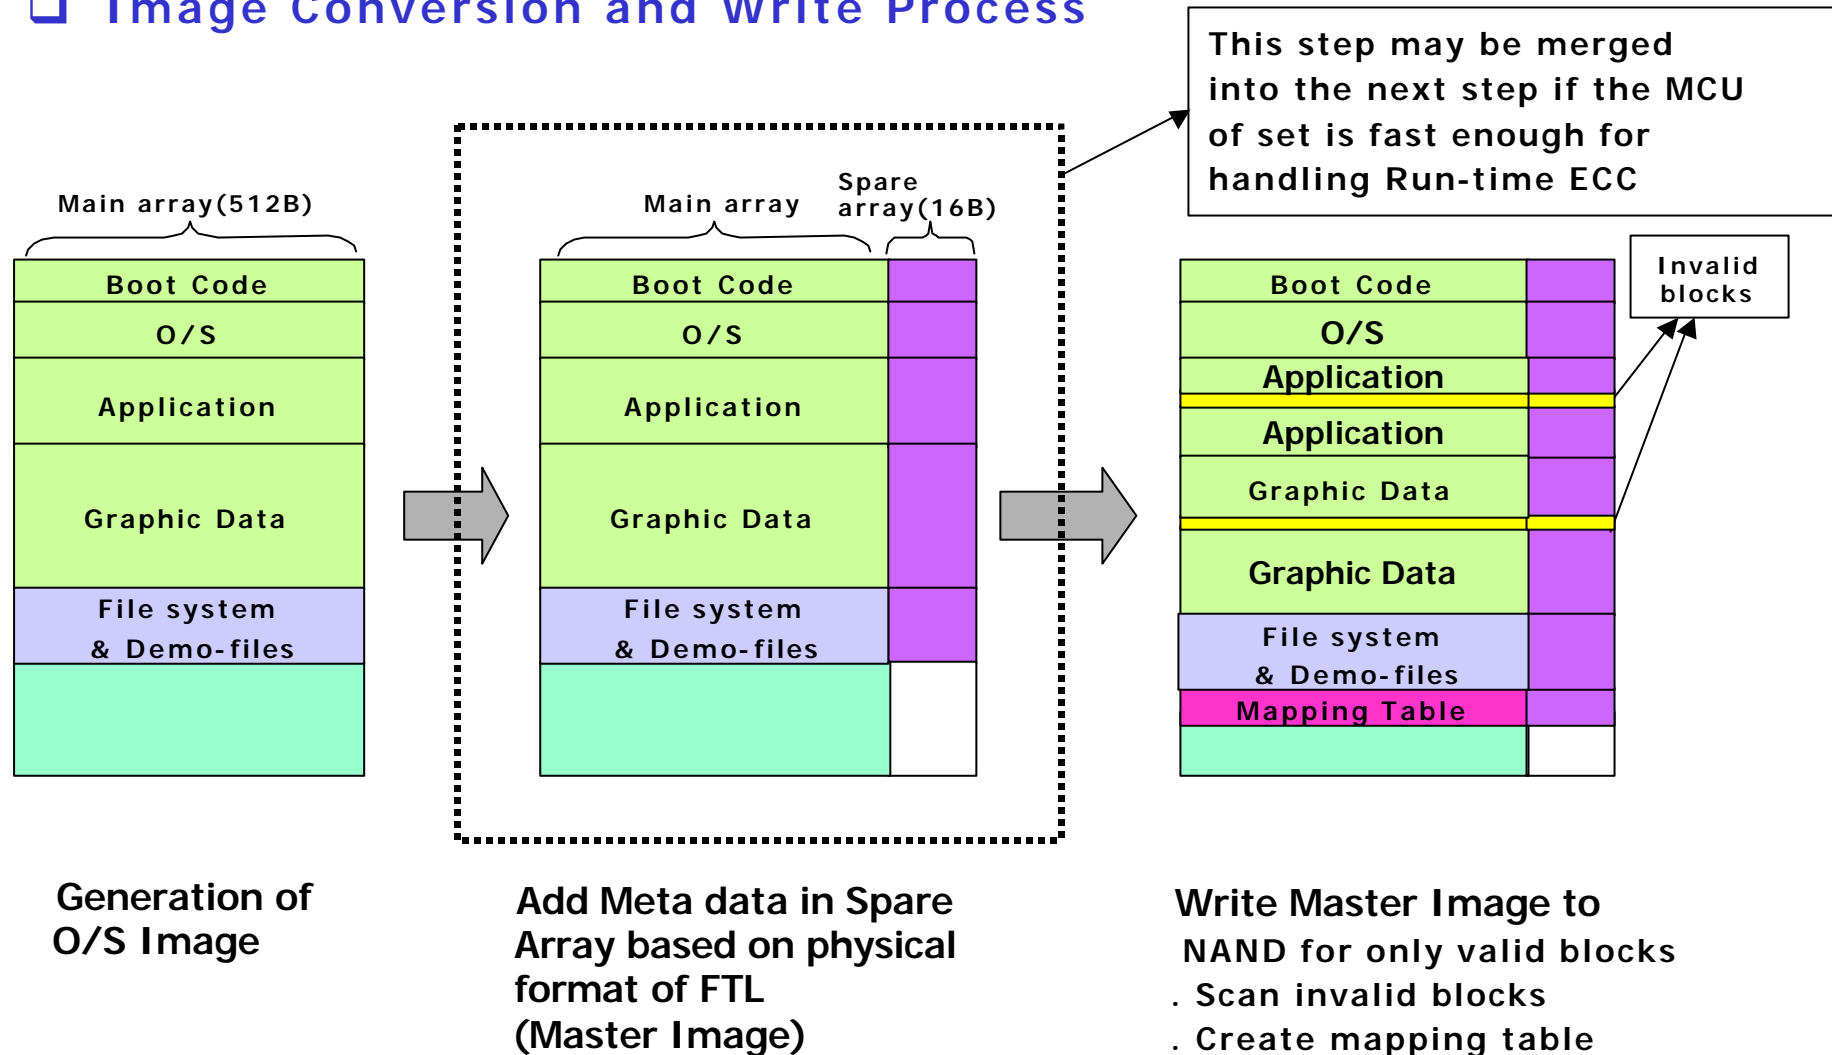 Image Conversion and Write Process
This step may be merged
into the next step if the MCU
of set is fast enough for
handling Run-time ECC
Main array(512B)
Boot Code
O/S
Application
Graphic Data
File system
& Demo-files
Main array
Spare
array(16B)
Boot Code
O/S
Application
Graphic Data
File system
& Demo-files
Invalid
blocks
Boot Code
O/S
Application
Application
Graphic Data
Graphic Data
File system
& Demo-files
Mapping Table
Generation of
O/S Image
Add Meta data in Spare
Array based on physical
format of FTL
(Master Image)
Write Master Image to
NAND for only valid blocks
. Scan invalid blocks
. Create mapping table